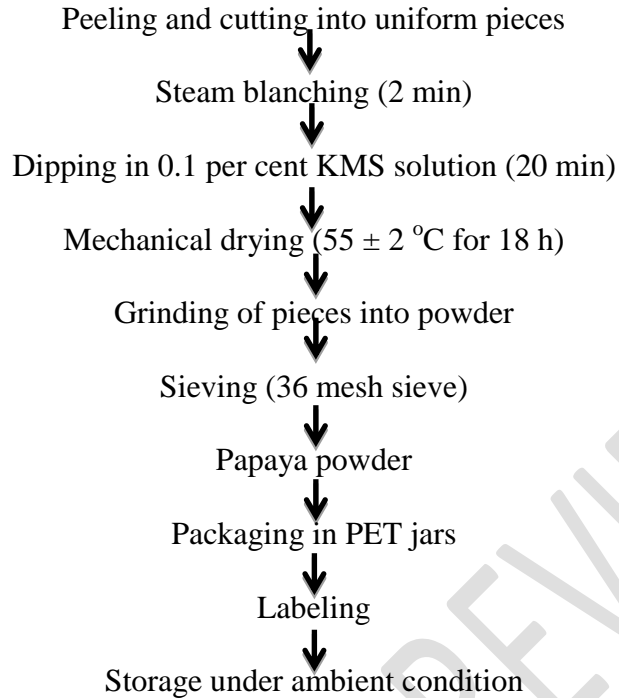 Peeling and cutting into uniform pieces
Steam blanching (2 min)
Dipping in 0.1 per cent KMS solution (20 min)
Mechanical drying (55 ± 2 °C for 18 h)
Grinding of pieces into powder
Sieving (36 mesh sieve)
Papaya powder
Packaging in PET jars
Labeling
Storage under ambient condition